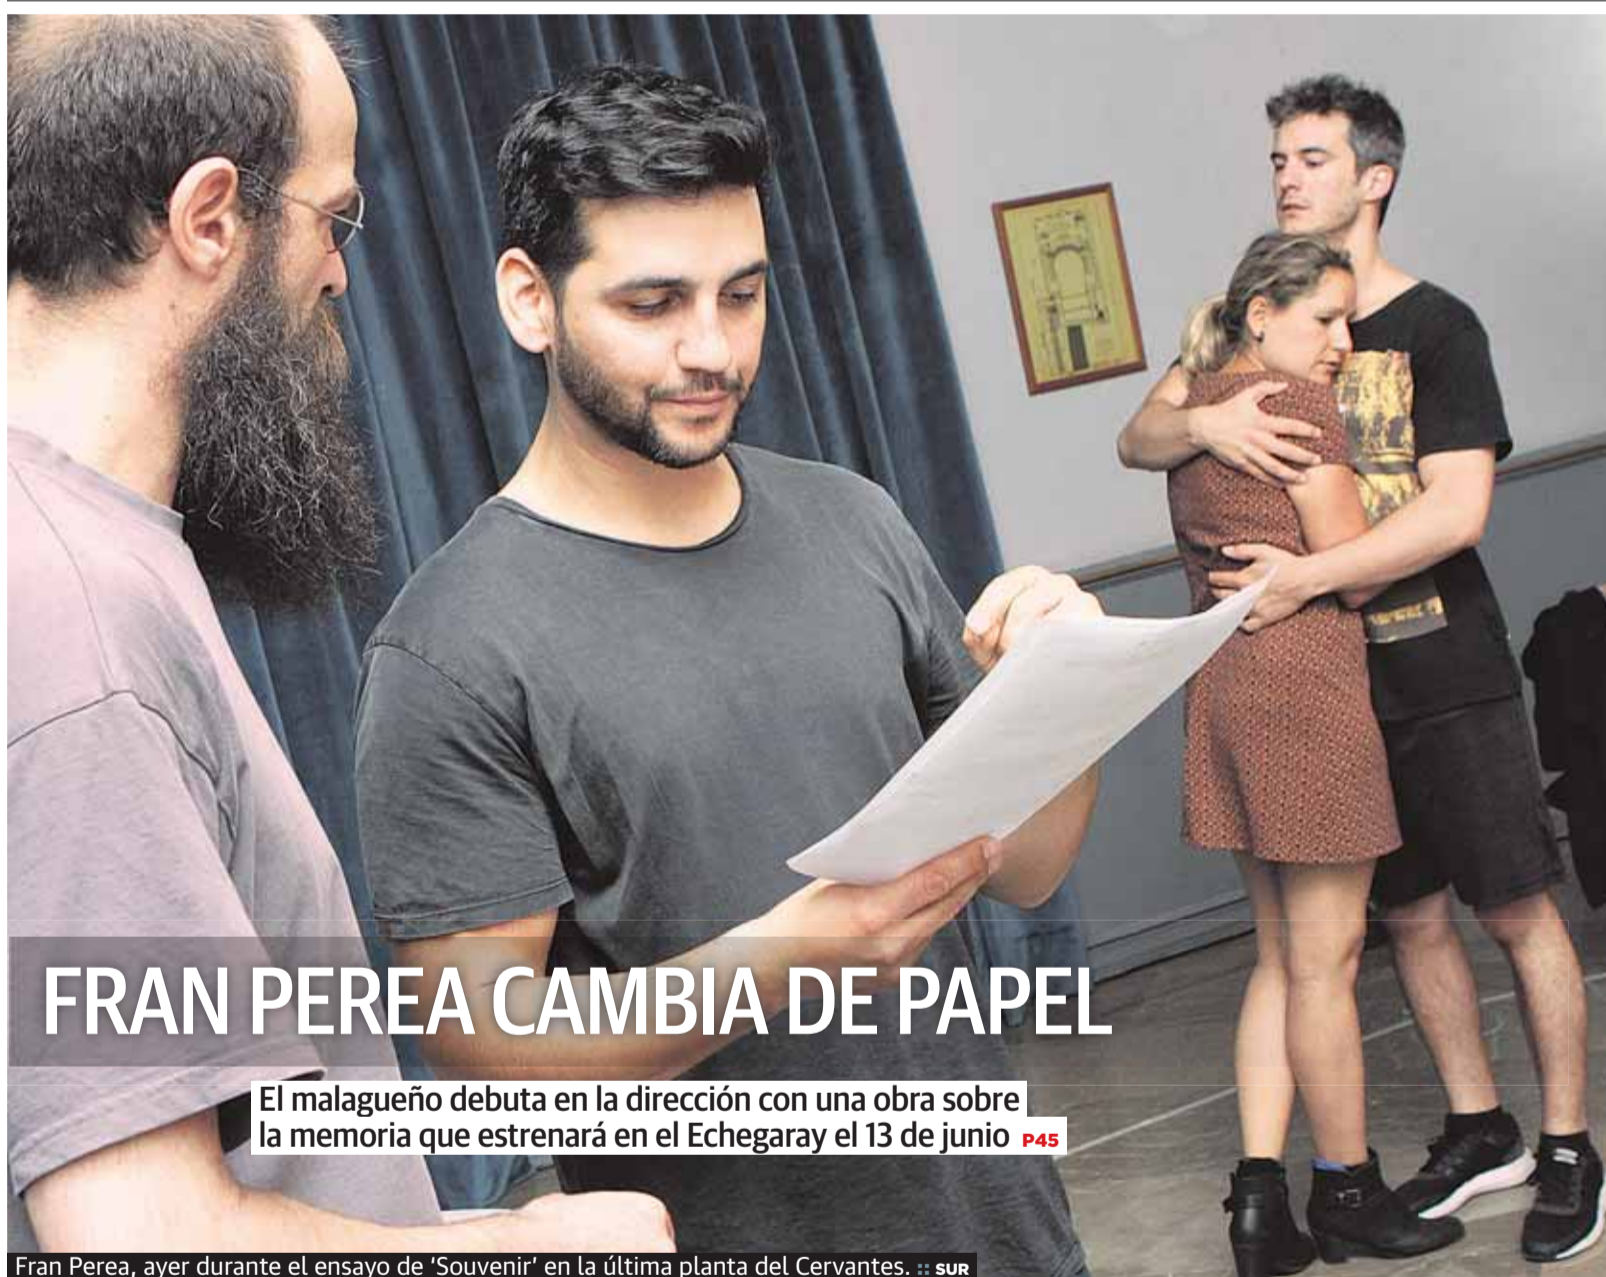 FRAN PEREA CAMBIA DE PAPEL
El malagueño debuta en la dirección con una obra sobre
la memoria que estrenará en el Echegaray el 13 de junio P45
Fran Perea, ayer durante el ensayo de ‘Souvenir’ en la última planta del Cervantes. :: SUR